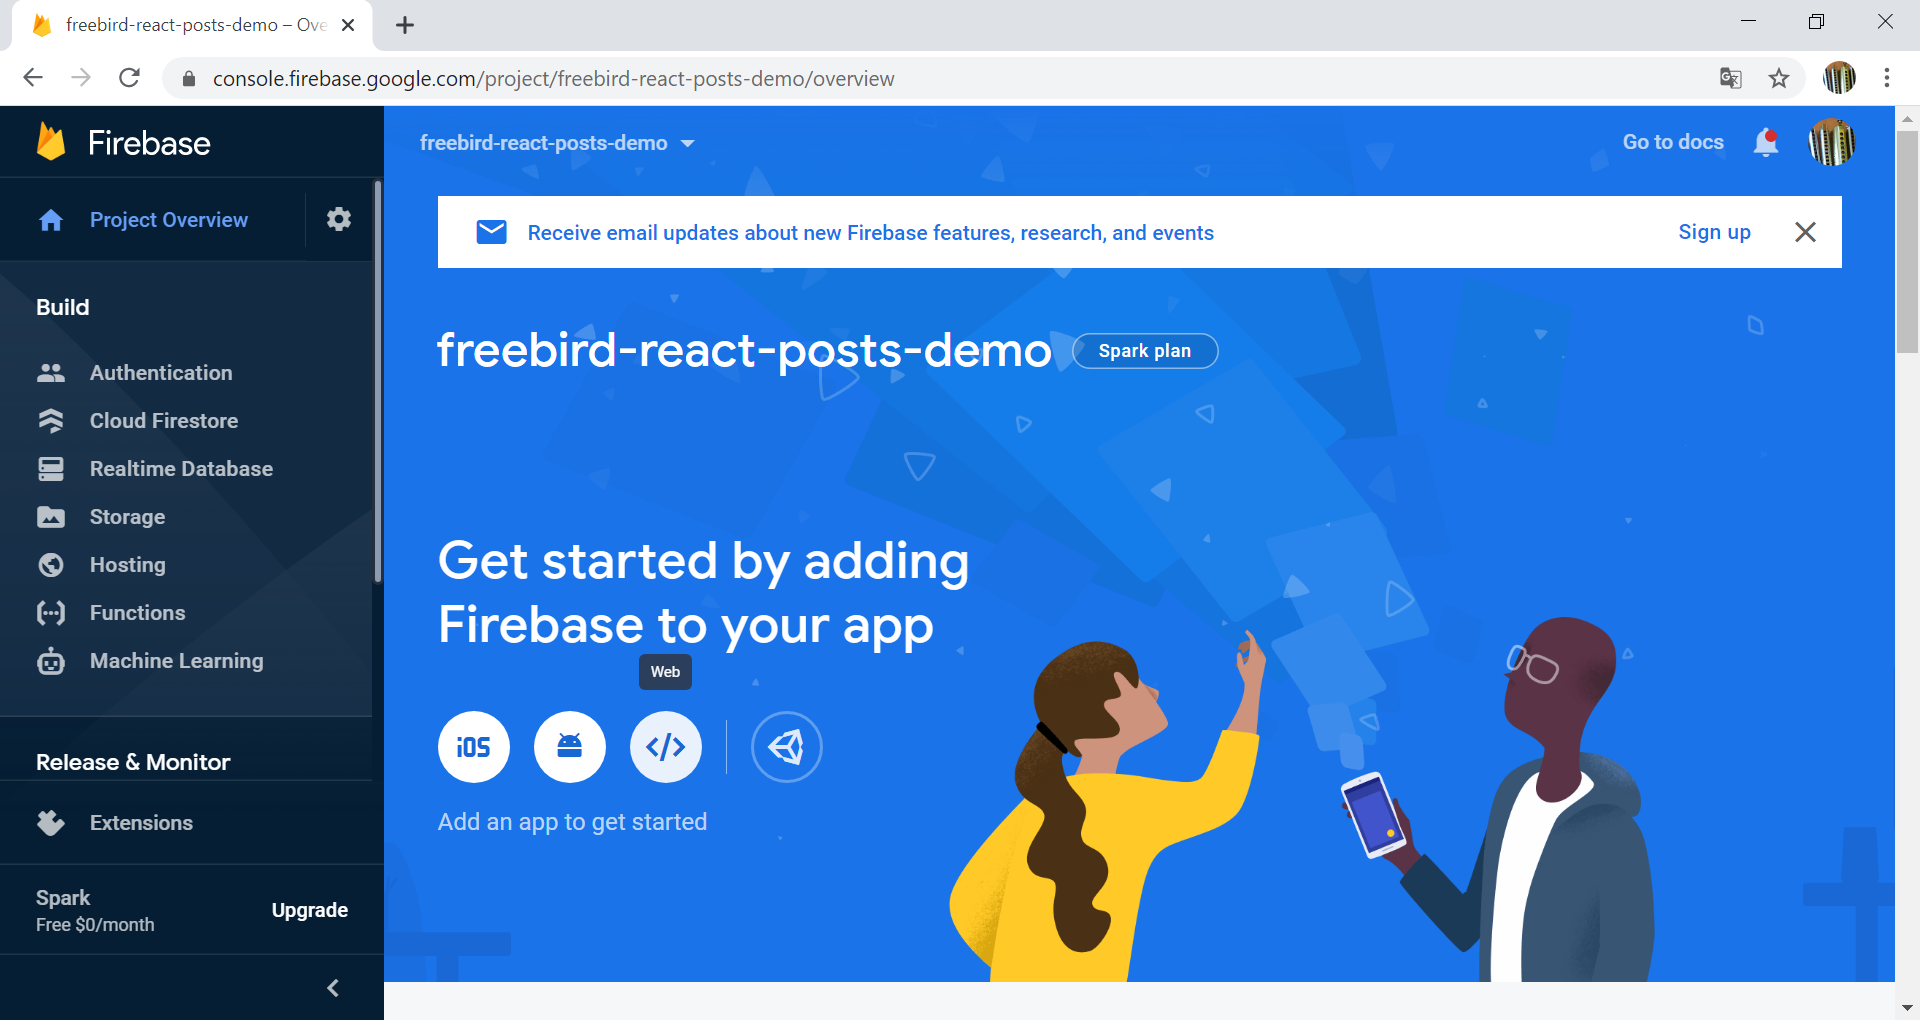 freebird-react-posts-demo – Ove
console.firebase.google.com/project/freebird-react-posts-demo/overview
Firebase
Project Overview
Build
Authentication
Cloud Firestore
Realtime Database
Storage
Hosting
Functions
Machine Learning
Release & Monitor
Extensions
Spark
Free $0/month
Upgrade
freebird-react-posts-demo
Go to docs
Receive email updates about new Firebase features, research, and events
Sign up
freebird-react-posts-demo
Spark plan
Get started by adding
Firebase to your app
Web
iOS
Add an app to get started